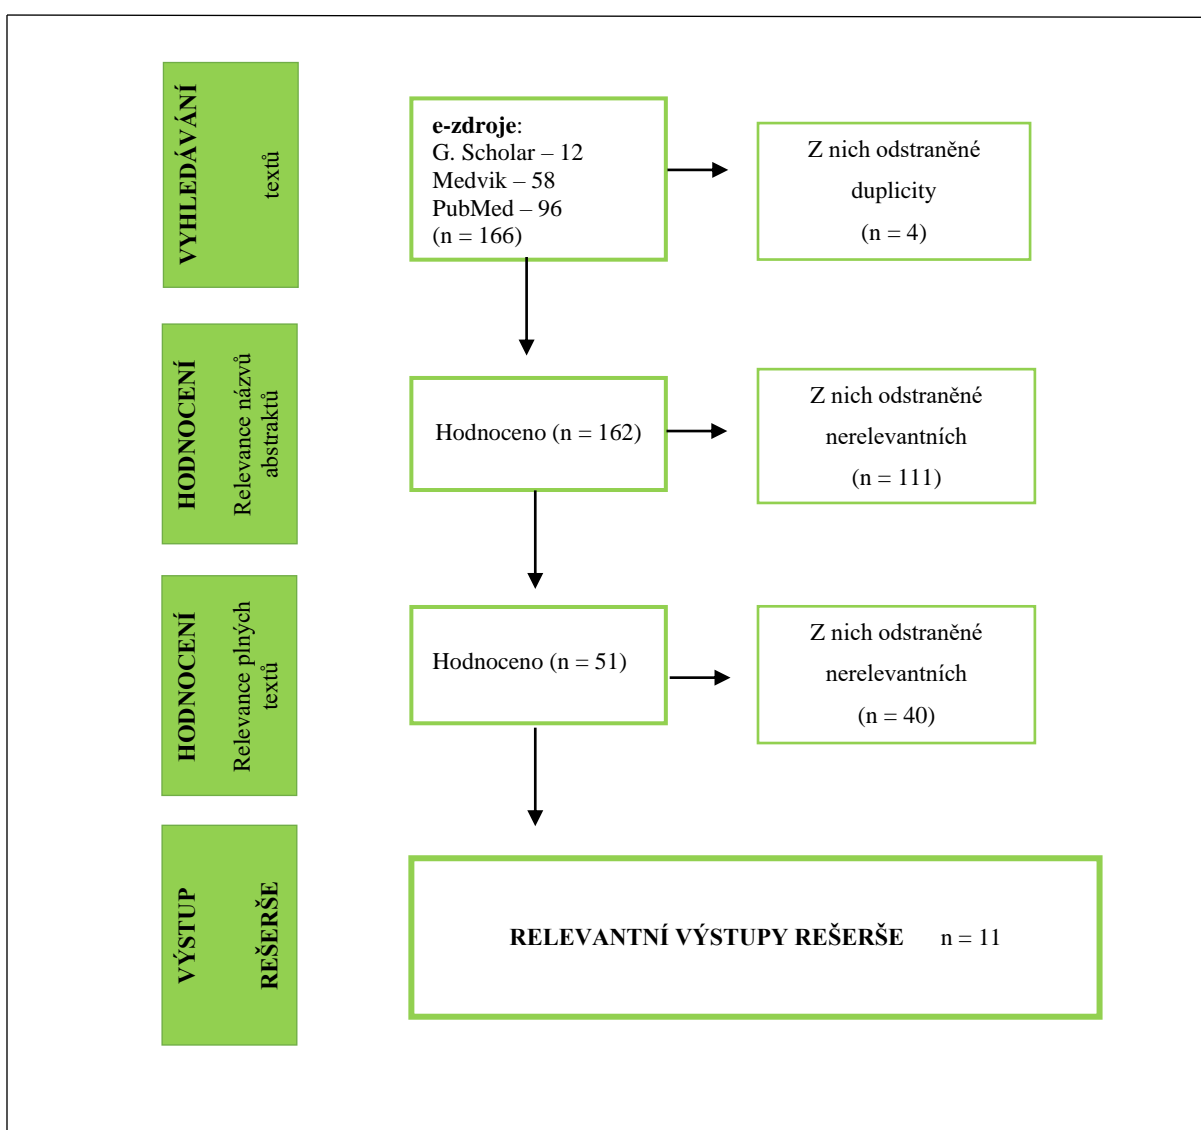 VYHLEDÁVÁNÍ
textů
e-zdroje:
G. Scholar – 12
Medvik – 58
PubMed – 96
(n = 166)
Z nich odstraněné
duplicity
(n = 4)
HODNOCENÍ
Relevance názvů
abstraktů
Hodnoceno (n = 162)
Z nich odstraněné
nerelevantních
(n = 111)
HODNOCENÍ
Relevance plných
textů
Hodnoceno (n = 51)
Z nich odstraněné
nerelevantních
(n = 40)
VÝSTUP
REŠERŠE
RELEVANTNÍ VÝSTUPY REŠERŠE n = 11